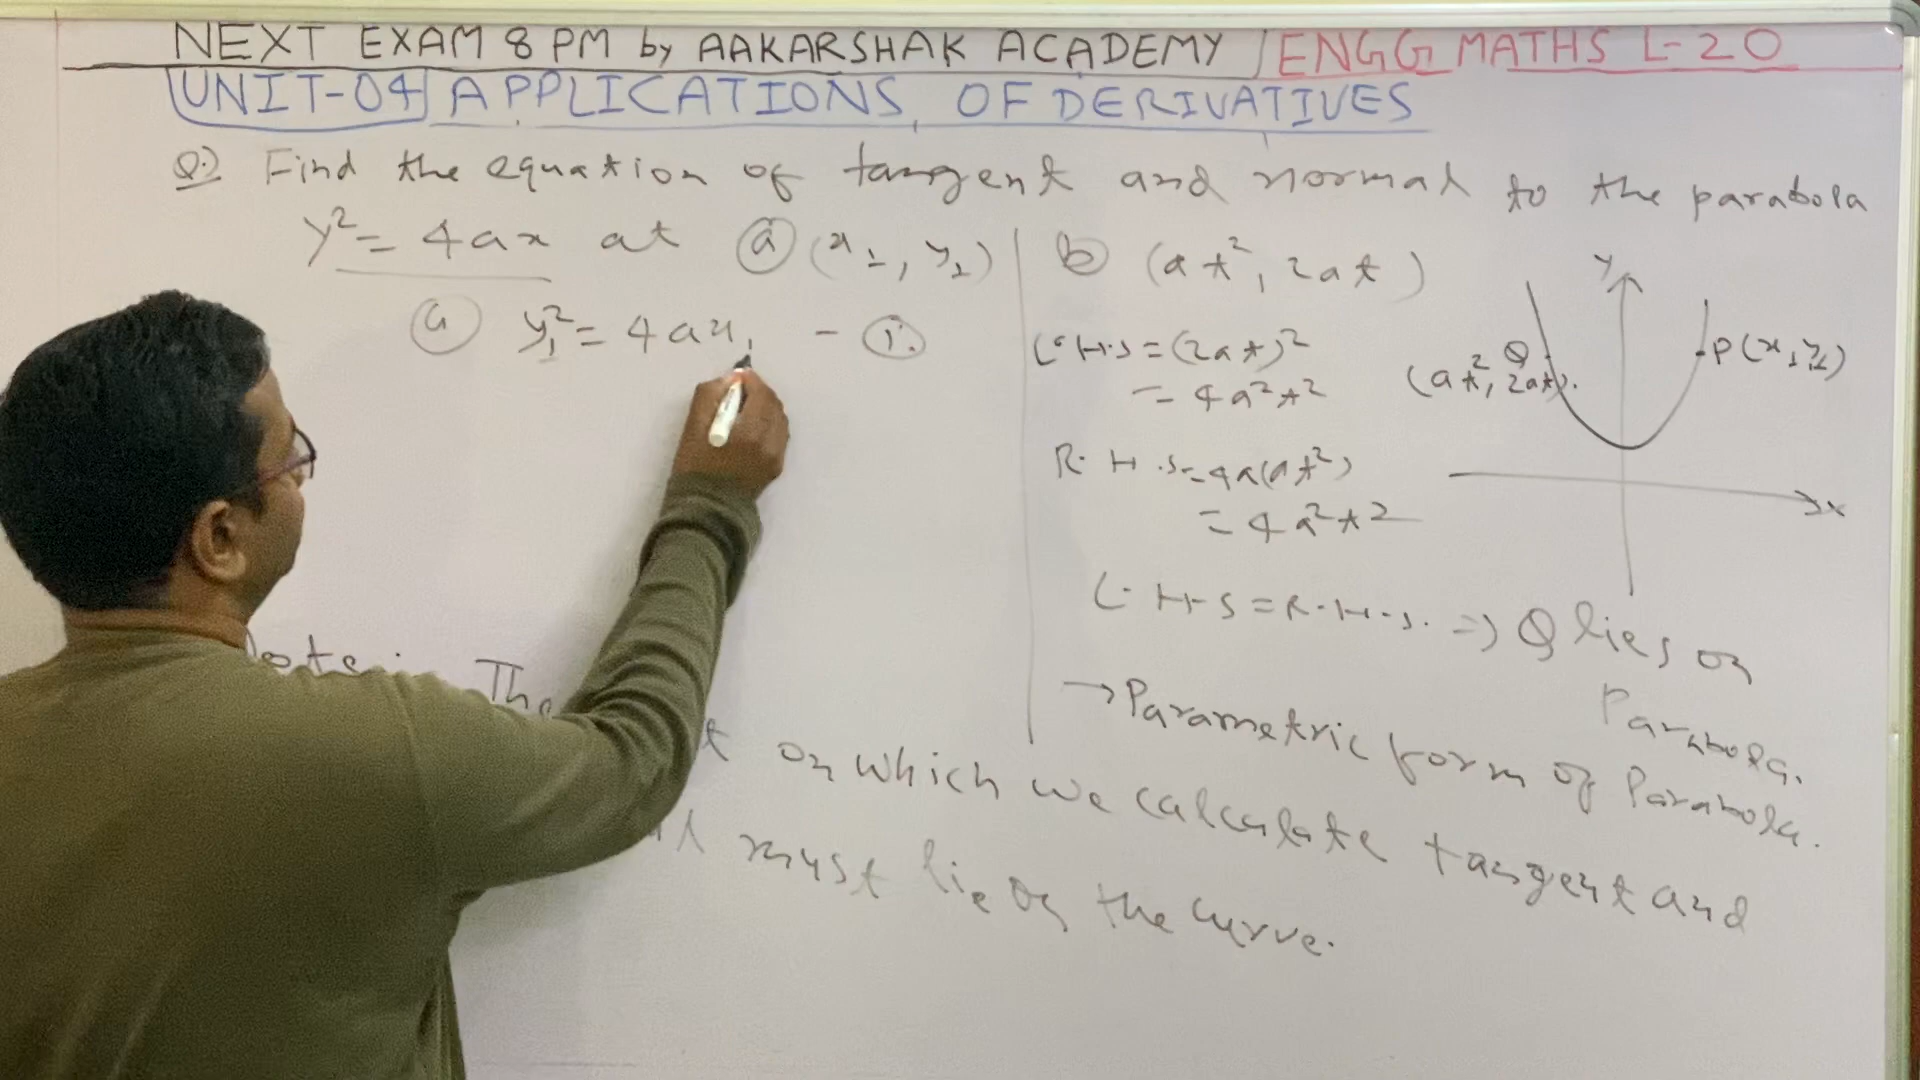 NEXT EXAM 8 PM by AAKARSHAK ACADEMY ENGG MATHS L-20
UNIT-04 APPLICATIONS OF DERIVATIVES
Q.) Find the equation of tangent and normal to the parabola
y² = 4ax at (a) (x₁, y₁) (b) (at², 2at)
(a) y₁² = 4ax₁ - (i)
L.H.S = (2at)²
= 4a²t²
R.H.S = 4a(at²)
= 4a²t²
L.H.S = R.H.S. => Q lies on
Parabola.
→ Parametric form of Parabola.
y
Q
(at², 2at).
P(x₁, y₁)
x
The
on which we calculate tangent and
must lie on the curve.